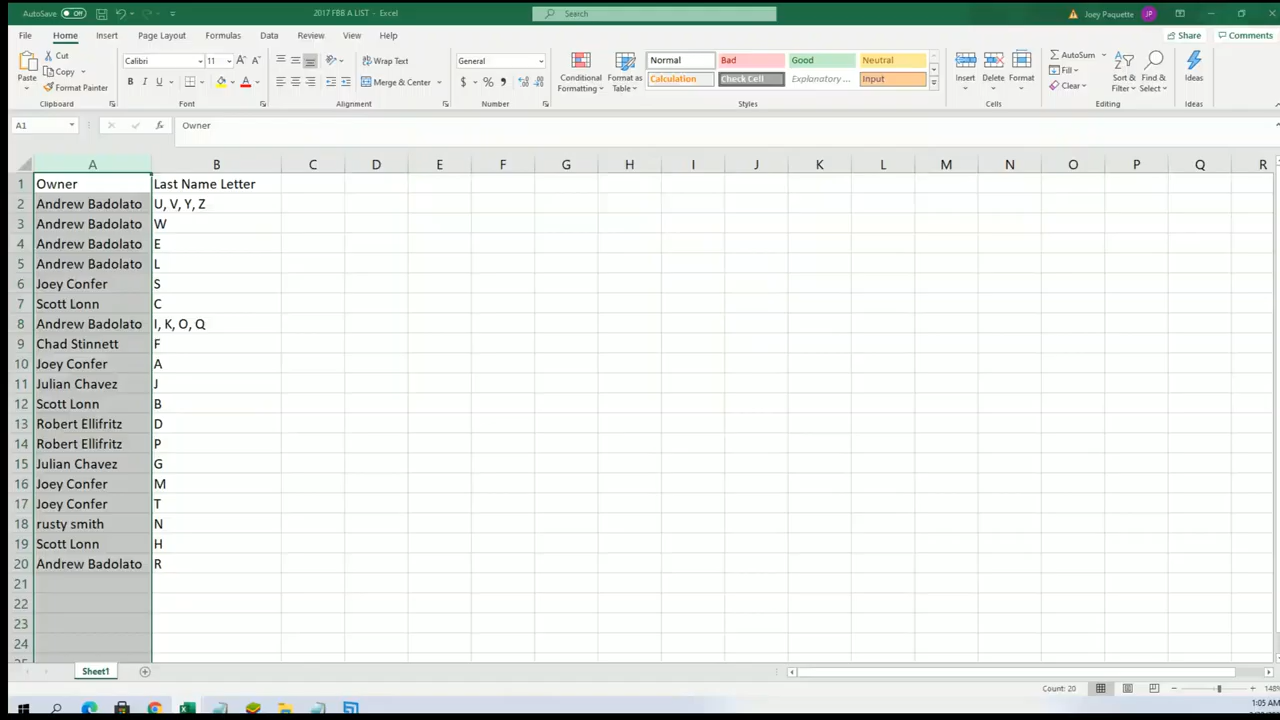 AutoSave Off 2017 FBB A LIST - Excel Search Joey Paquette JP
File Home Insert Page Layout Formulas Data Review View Help Share Comments
Paste Cut Copy Format Painter Clipboard
Calibri 11 A A B I U A Font
Wrap Text Merge & Center Alignment
General $ % , Number
Conditional Formatting Format as Table
Normal Bad Good Neutral
Calculation Check Cell Explanatory ... Input
Styles
Insert Delete Format Cells
AutoSum Fill Clear Sort & Filter Find & Select Editing
Ideas Ideas
A1 fx Owner
A B C D E F G H I J K L M N O P Q R
1 Owner Last Name Letter
2 Andrew Badolato U, V, Y, Z
3 Andrew Badolato W
4 Andrew Badolato E
5 Andrew Badolato L
6 Joey Confer S
7 Scott Lonn C
8 Andrew Badolato I, K, O, Q
9 Chad Stinnett F
10 Joey Confer A
11 Julian Chavez J
12 Scott Lonn B
13 Robert Ellifritz D
14 Robert Ellifritz P
15 Julian Chavez G
16 Joey Confer M
17 Joey Confer T
18 rusty smith N
19 Scott Lonn H
20 Andrew Badolato R
21
22
23
24
Sheet1
Count: 20 148%
1:05 AM